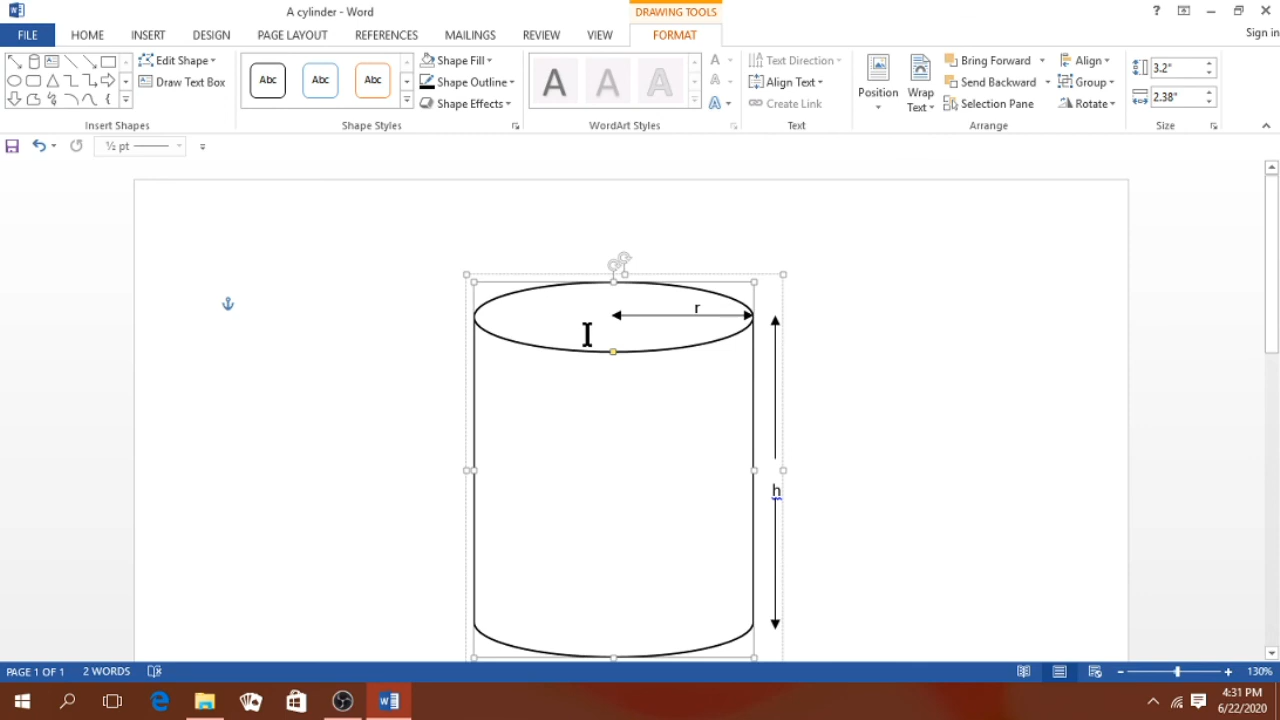 A cylinder - Word
DRAWING TOOLS
?
Sign in
FILE HOME INSERT DESIGN PAGE LAYOUT REFERENCES MAILINGS REVIEW VIEW FORMAT
Edit Shape
Draw Text Box
Insert Shapes
Abc Abc Abc
Shape Fill
Shape Outline
Shape Effects
Shape Styles
A A A
WordArt Styles
A
A
A
Text Direction
Align Text
Create Link
Text
Position
Wrap
Text
Bring Forward
Send Backward
Selection Pane
Align
Group
Rotate
Arrange
3.2"
2.38"
Size
½ pt
r
h
PAGE 1 OF 1 2 WORDS
130%
4:31 PM
6/22/2020